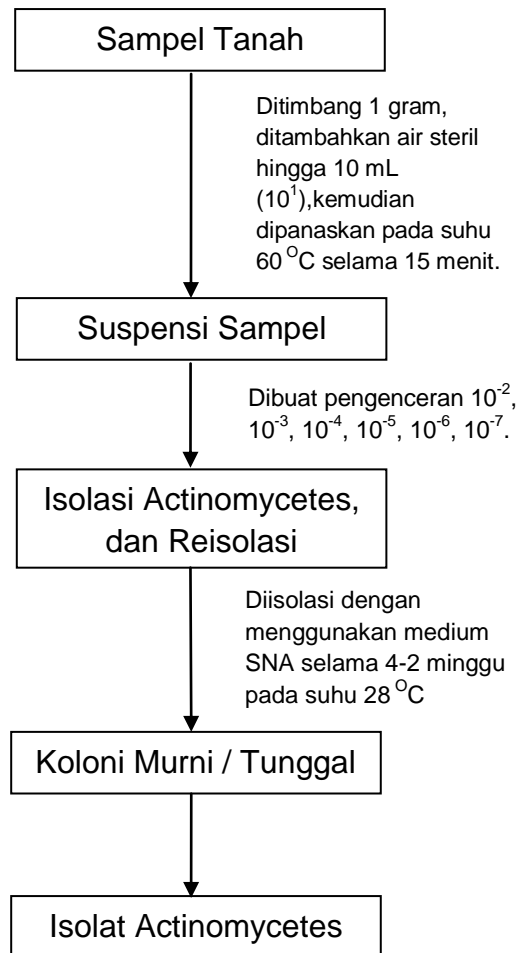 Sampel Tanah
Ditimbang 1 gram,
ditambahkan air steril
hingga 10 mL
(10¹),kemudian
dipanaskan pada suhu
60 ᴼC selama 15 menit.
Suspensi Sampel
Dibuat pengenceran 10⁻²,
10⁻³, 10⁻⁴, 10⁻⁵, 10⁻⁶, 10⁻⁷.
Isolasi Actinomycetes,
dan Reisolasi
Diisolasi dengan
menggunakan medium
SNA selama 4-2 minggu
pada suhu 28 ᴼC
Koloni Murni / Tunggal
Isolat Actinomycetes